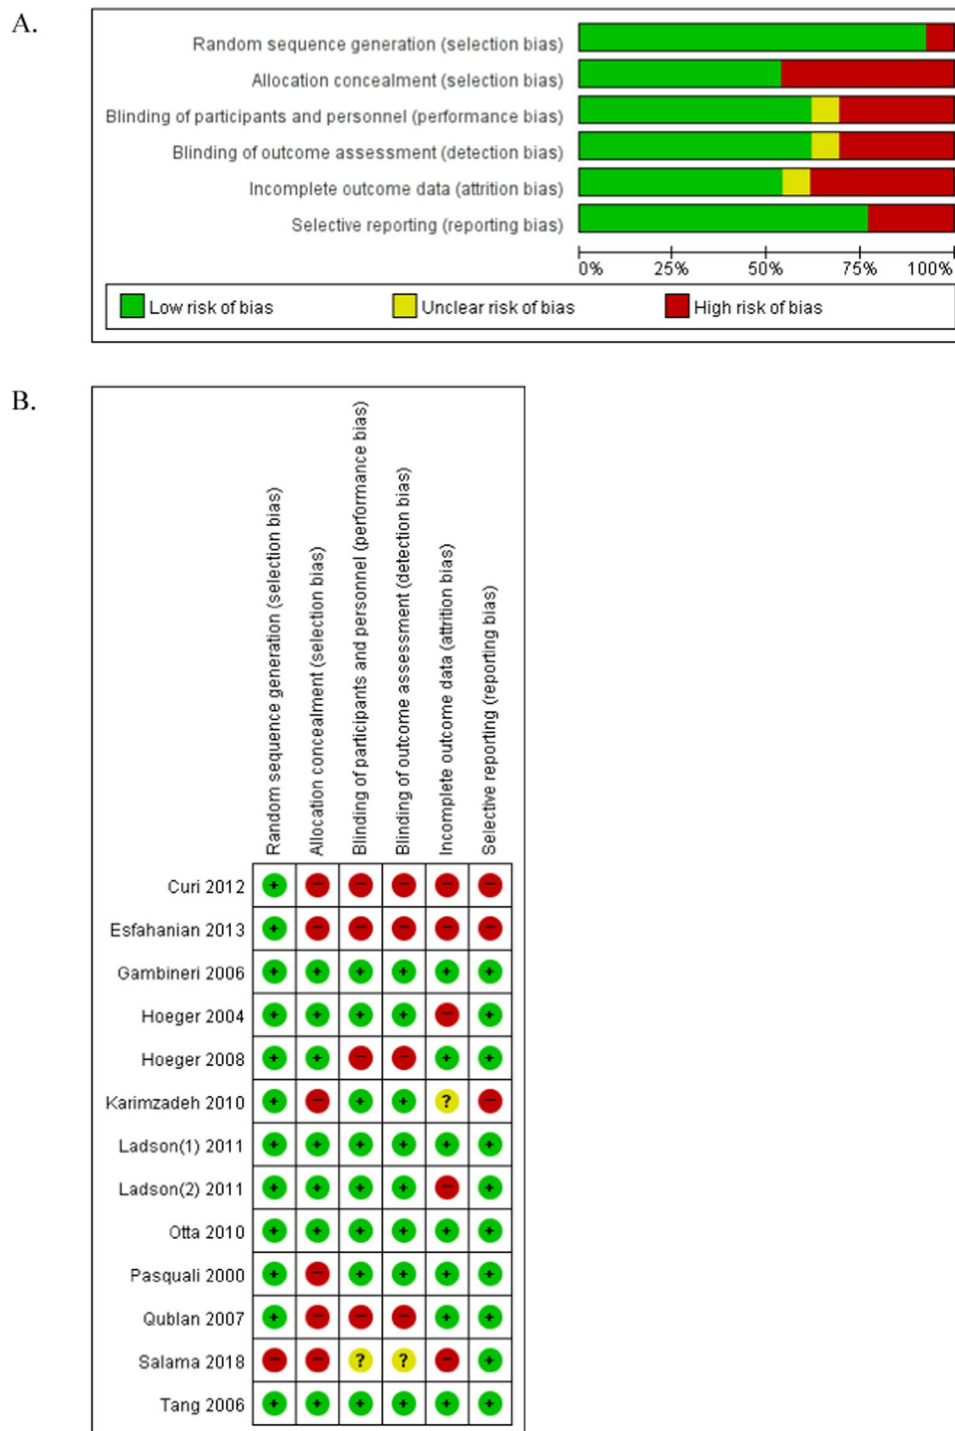 A.
Random sequence generation (selection bias)
Allocation concealment (selection bias)
Blinding of participants and personnel (performance bias)
Blinding of outcome assessment (detection bias)
Incomplete outcome data (attrition bias)
Selective reporting (reporting bias)
0% 25% 50% 75% 100%
Low risk of bias Unclear risk of bias High risk of bias
B.
Random sequence generation (selection bias)
Allocation concealment (selection bias)
Blinding of participants and personnel (performance bias)
Blinding of outcome assessment (detection bias)
Incomplete outcome data (attrition bias)
Selective reporting (reporting bias)
Curi 2012 + - - - - -
Esfahanian 2013 + - - - - -
Gambineri 2006 + + + + + +
Hoeger 2004 + + + + - +
Hoeger 2008 + + - - + +
Karimzadeh 2010 + - + + ? -
Ladson(1) 2011 + + + + + +
Ladson(2) 2011 + + + + - +
Otta 2010 + + + + + +
Pasquali 2000 + - + + + +
Qublan 2007 + - - - + +
Salama 2018 - - ? ? - +
Tang 2006 + + + + + +